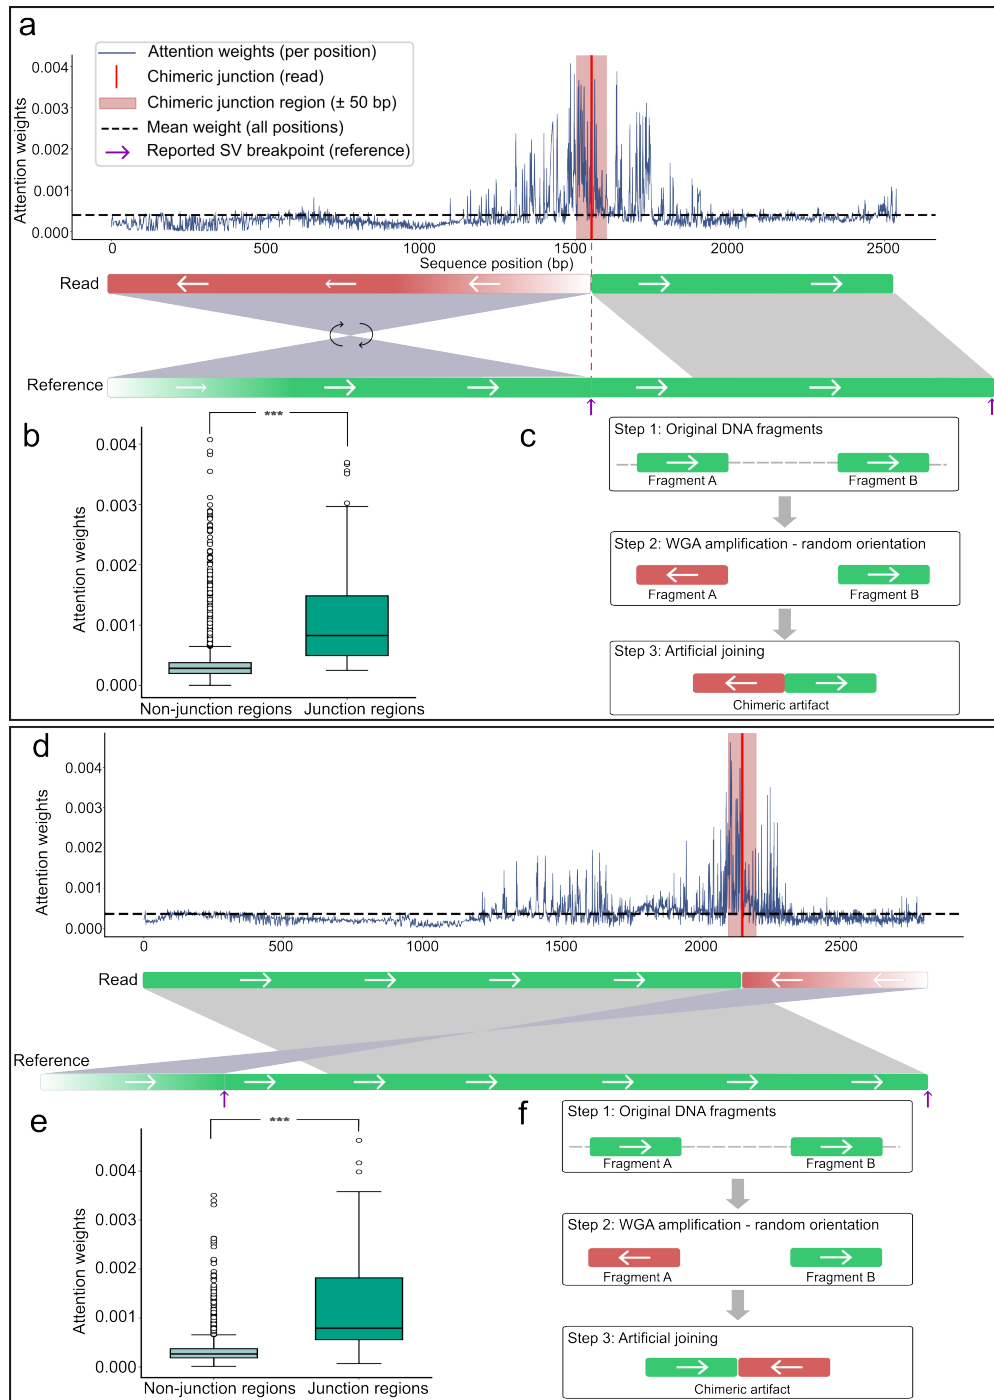 a
Attention weights (per position)
Chimeric junction (read)
Chimeric junction region (± 50 bp)
Mean weight (all positions)
Reported SV breakpoint (reference)
Attention weights
0.004
0.003
0.002
0.001
0.000
0 500 1000 1500 2000 2500
Sequence position (bp)
Read
Reference
b
***
Attention weights
0.004
0.003
0.002
0.001
0.000
Non-junction regions Junction regions
c
Step 1: Original DNA fragments
Fragment A Fragment B
Step 2: WGA amplification - random orientation
Fragment A Fragment B
Step 3: Artificial joining
Chimeric artifact
d
Attention weights
0.004
0.003
0.002
0.001
0.000
0 500 1000 1500 2000 2500
Read
Reference
e
***
Attention weights
0.004
0.003
0.002
0.001
0.000
Non-junction regions Junction regions
f
Step 1: Original DNA fragments
Fragment A Fragment B
Step 2: WGA amplification - random orientation
Fragment A Fragment B
Step 3: Artificial joining
Chimeric artifact